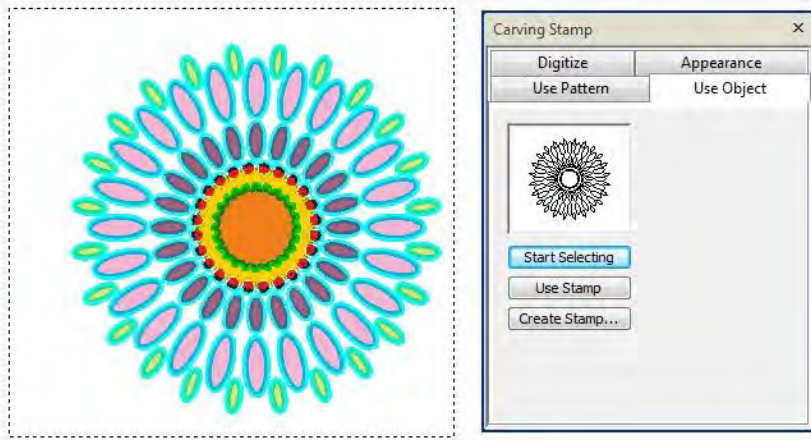 Carving Stamp
Digitize
Appearance
Use Pattern
Use Object
Start Selecting
Use Stamp
Create Stamp...